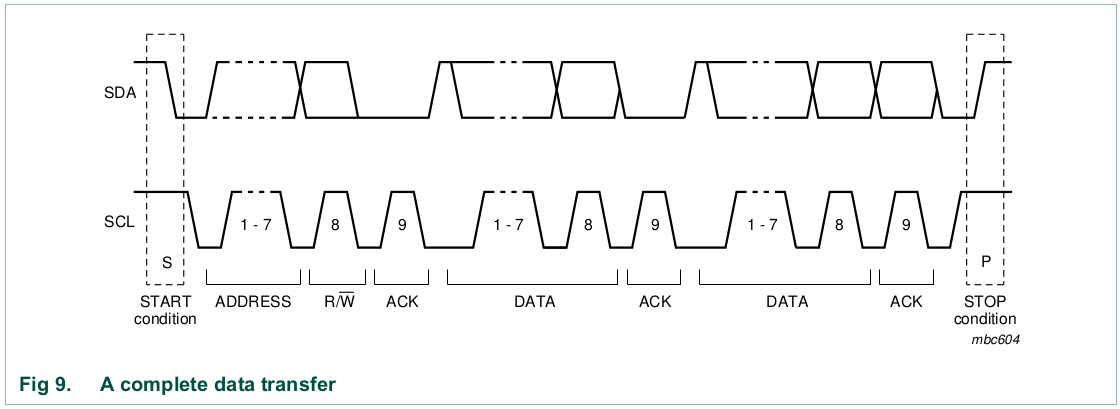 SDA
SCL
1 - 7
8
9
1 - 7
8
9
1 - 7
8
9
S
P
START
condition
ADDRESS
R/W̅
ACK
DATA
ACK
DATA
ACK
STOP
condition
mbc604
Fig 9. A complete data transfer